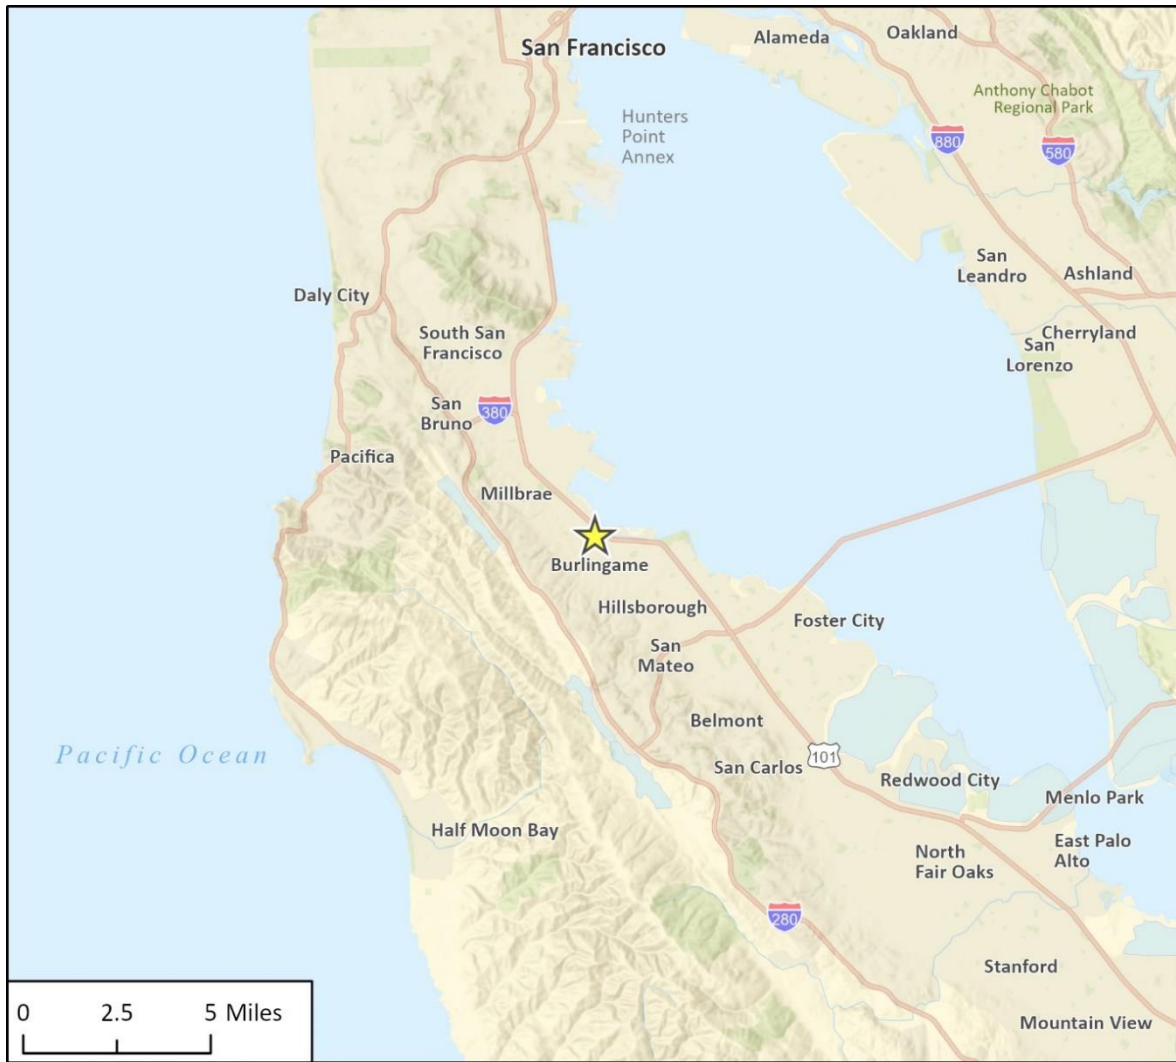 San Francisco
Alameda
Oakland
Anthony Chabot
Regional Park
Hunters
Point
Annex
880
580
San
Leandro
Ashland
Daly City
South San
Francisco
Cherryland
San
Lorenzo
San
Bruno
380
Pacifica
Millbrae
Burlingame
Hillsborough
Foster City
San
Mateo
Belmont
Pacific Ocean
San Carlos
101
Redwood City
Menlo Park
Half Moon Bay
East Palo
Alto
North
Fair Oaks
280
Stanford
Mountain View
0 2.5 5 Miles